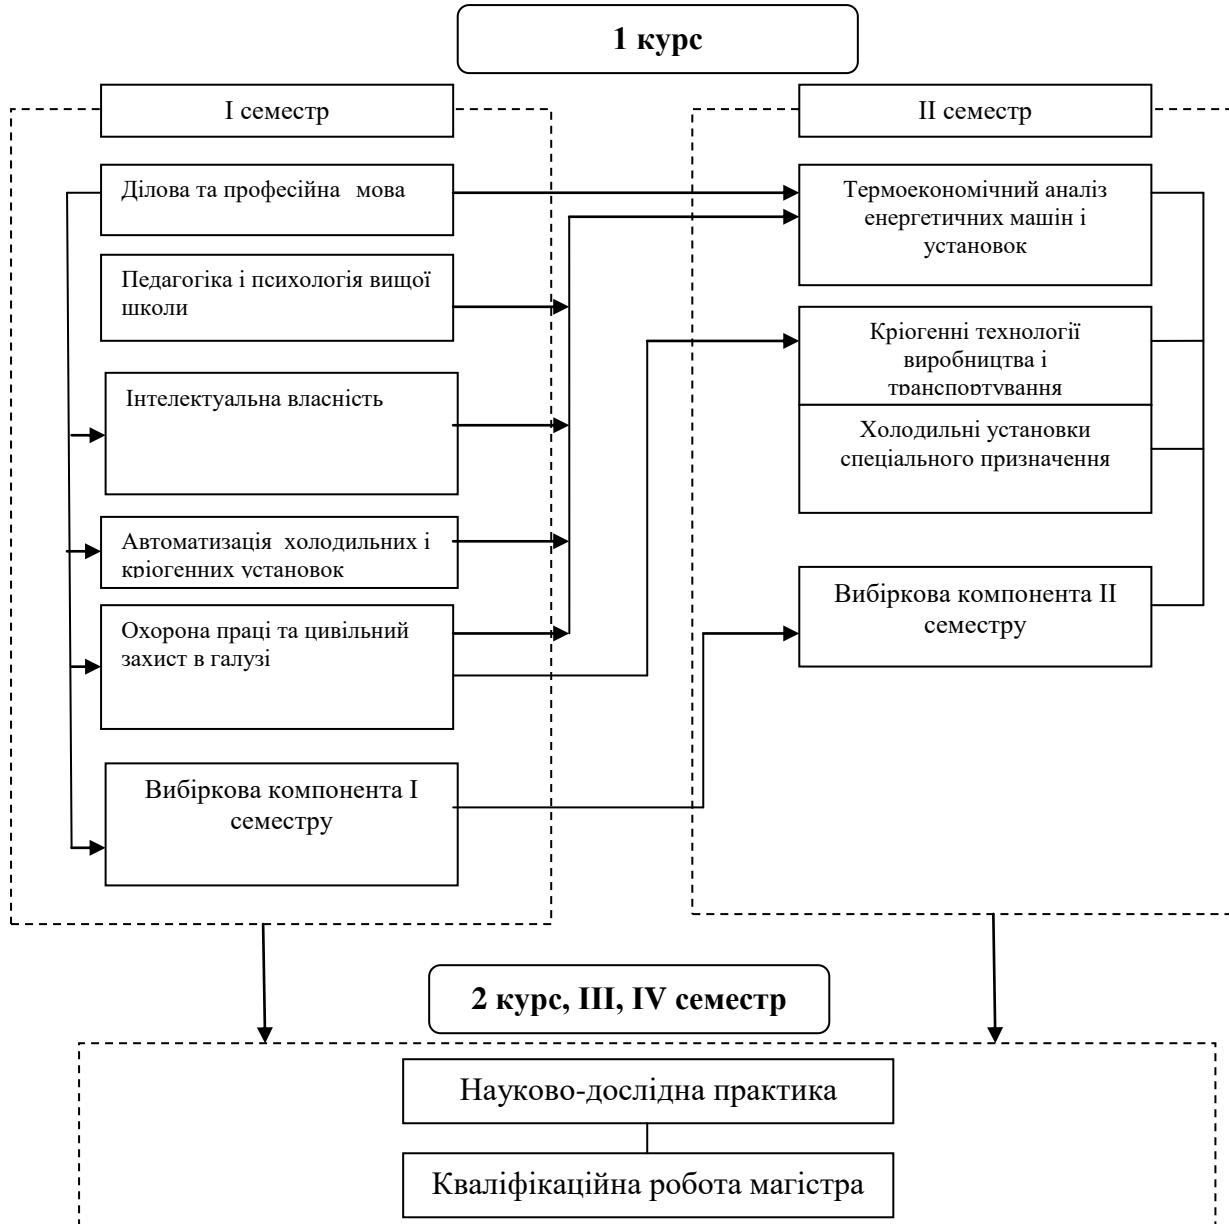 1 курс
I семестр
Ділова та професійна мова
Педагогіка і психологія вищої
школи
Інтелектуальна власність
Автоматизація холодильних і
кріогенних установок
Охорона праці та цивільний
захист в галузі
Вибіркова компонента I
семестру
II семестр
Термоекономічний аналіз
енергетичних машин і
установок
Кріогенні технології
виробництва і
транспортування
Холодильні установки
спеціального призначення
Вибіркова компонента II
семестру
2 курс, III, IV семестр
Науково-дослідна практика
Кваліфікаційна робота магістра